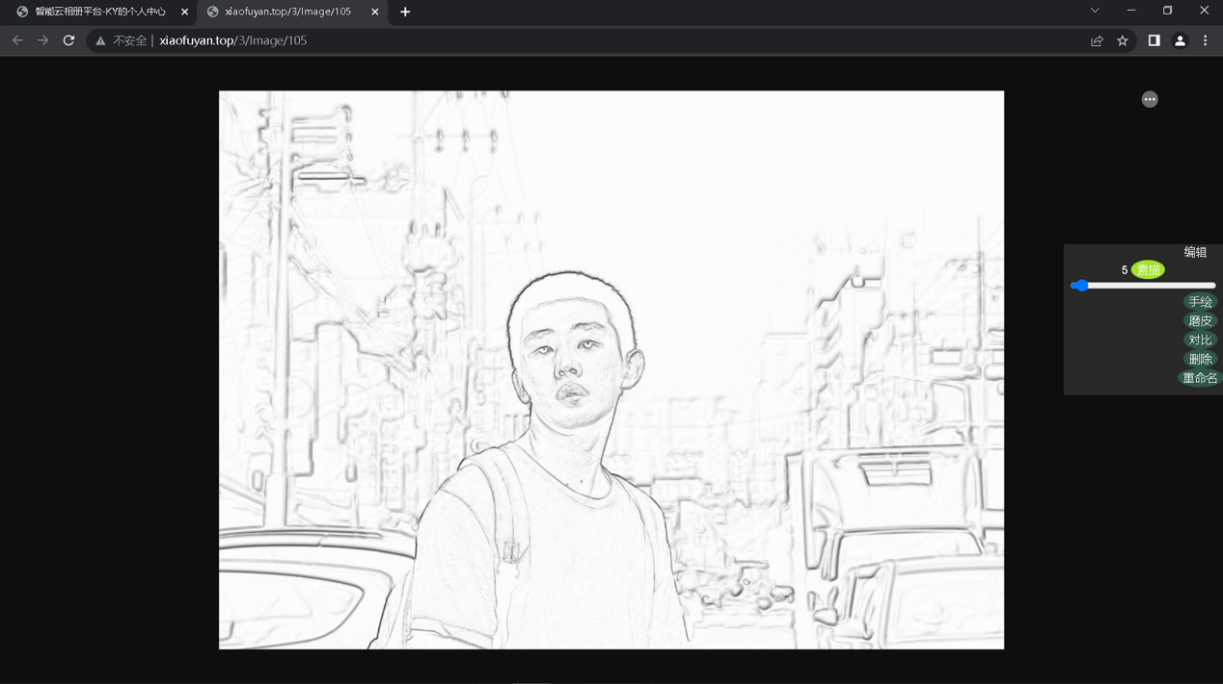 智能云相册平台-KY的个人中心
xiaofuyan.top/3/Image/105
不安全 | xiaofuyan.top/3/Image/105
编辑
5 素描
手绘
磨皮
对比
删除
重命名